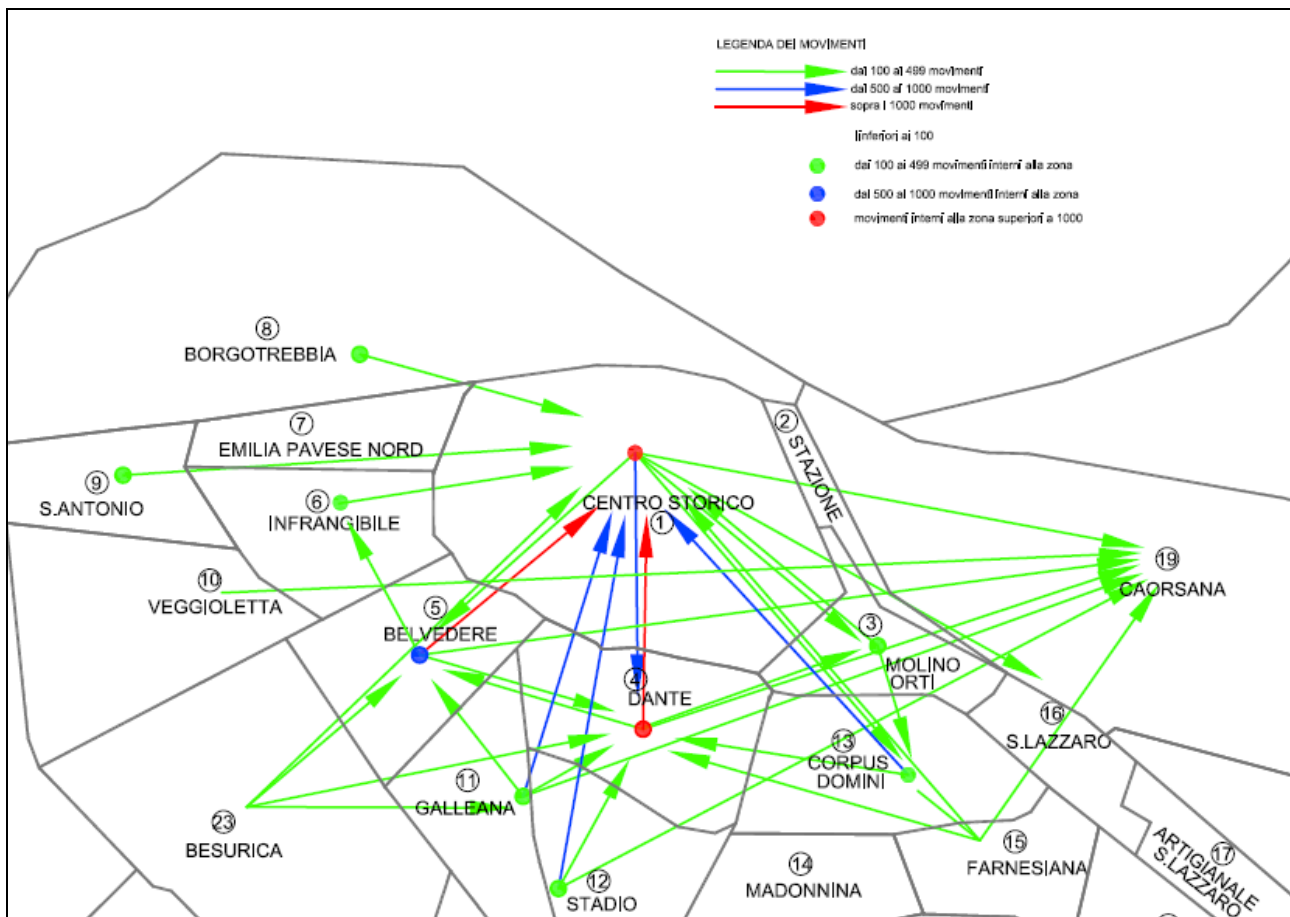 LEGENDA DEI MOVIMENTI
dai 100 ai 499 movimenti
dai 500 ai 1000 movimenti
sopra i 1000 movimenti
Iinferiori ai 100
dai 100 ai 499 movimenti interni alla zona
dai 500 ai 1000 movimenti interni alla zona
movimenti interni alla zona superiori a 1000
8
BORGOTREBBIA
7
EMILIA PAVESE NORD
2 STAZIONE
9
S.ANTONIO
6
INFRANGIBILE
CENTRO STORICO
1
19
CAORSANA
10
VEGGIOLETTA
5
BELVEDERE
3
MOLINO
ORTI
4
DANTE
16
S.LAZZARO
13
CORPUS
DOMINI
11
GALLEANA
23
BESURICA
15
FARNESIANA
17
ARTIGIANALE
S.LAZZARO
14
MADONNINA
12
STADIO